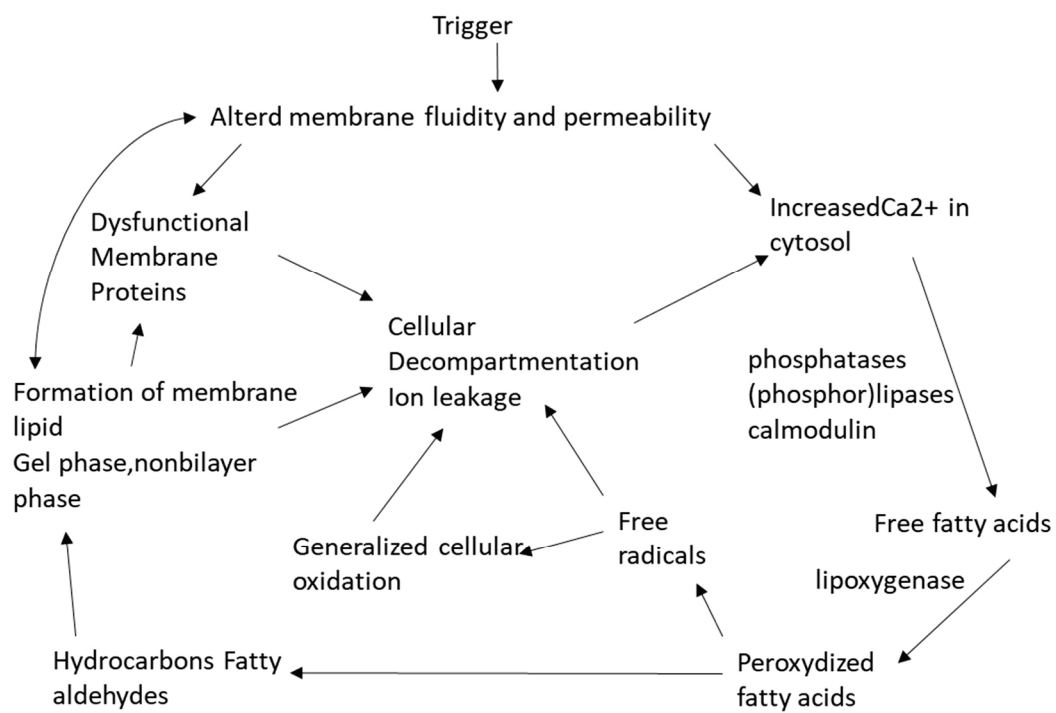 Trigger
Alterd membrane fluidity and permeability
Dysfunctional
Membrane
Proteins
IncreasedCa2+ in
cytosol
Cellular
Decompartmentation
Ion leakage
phosphatases
(phosphor)lipases
calmodulin
Formation of membrane
lipid
Gel phase,nonbilayer
phase
Generalized cellular
oxidation
Free
radicals
Free fatty acids
lipoxygenase
Hydrocarbons Fatty
aldehydes
Peroxydized
fatty acids